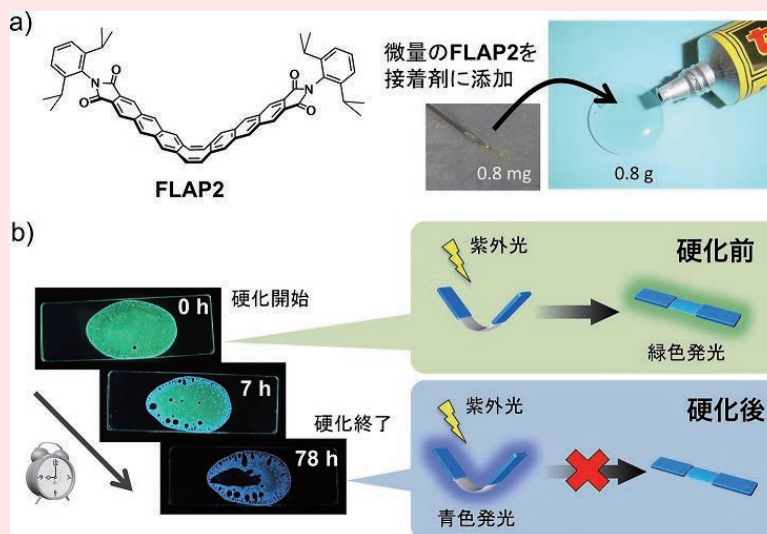 a)
N
O
O
O
N
O
FLAP2
微量のFLAP2を
接着剤に添加
0.8 mg
0.8 g
b)
0 h
硬化開始
7 h
硬化終了
78 h
紫外光
硬化前
緑色発光
紫外光
硬化後
青色発光